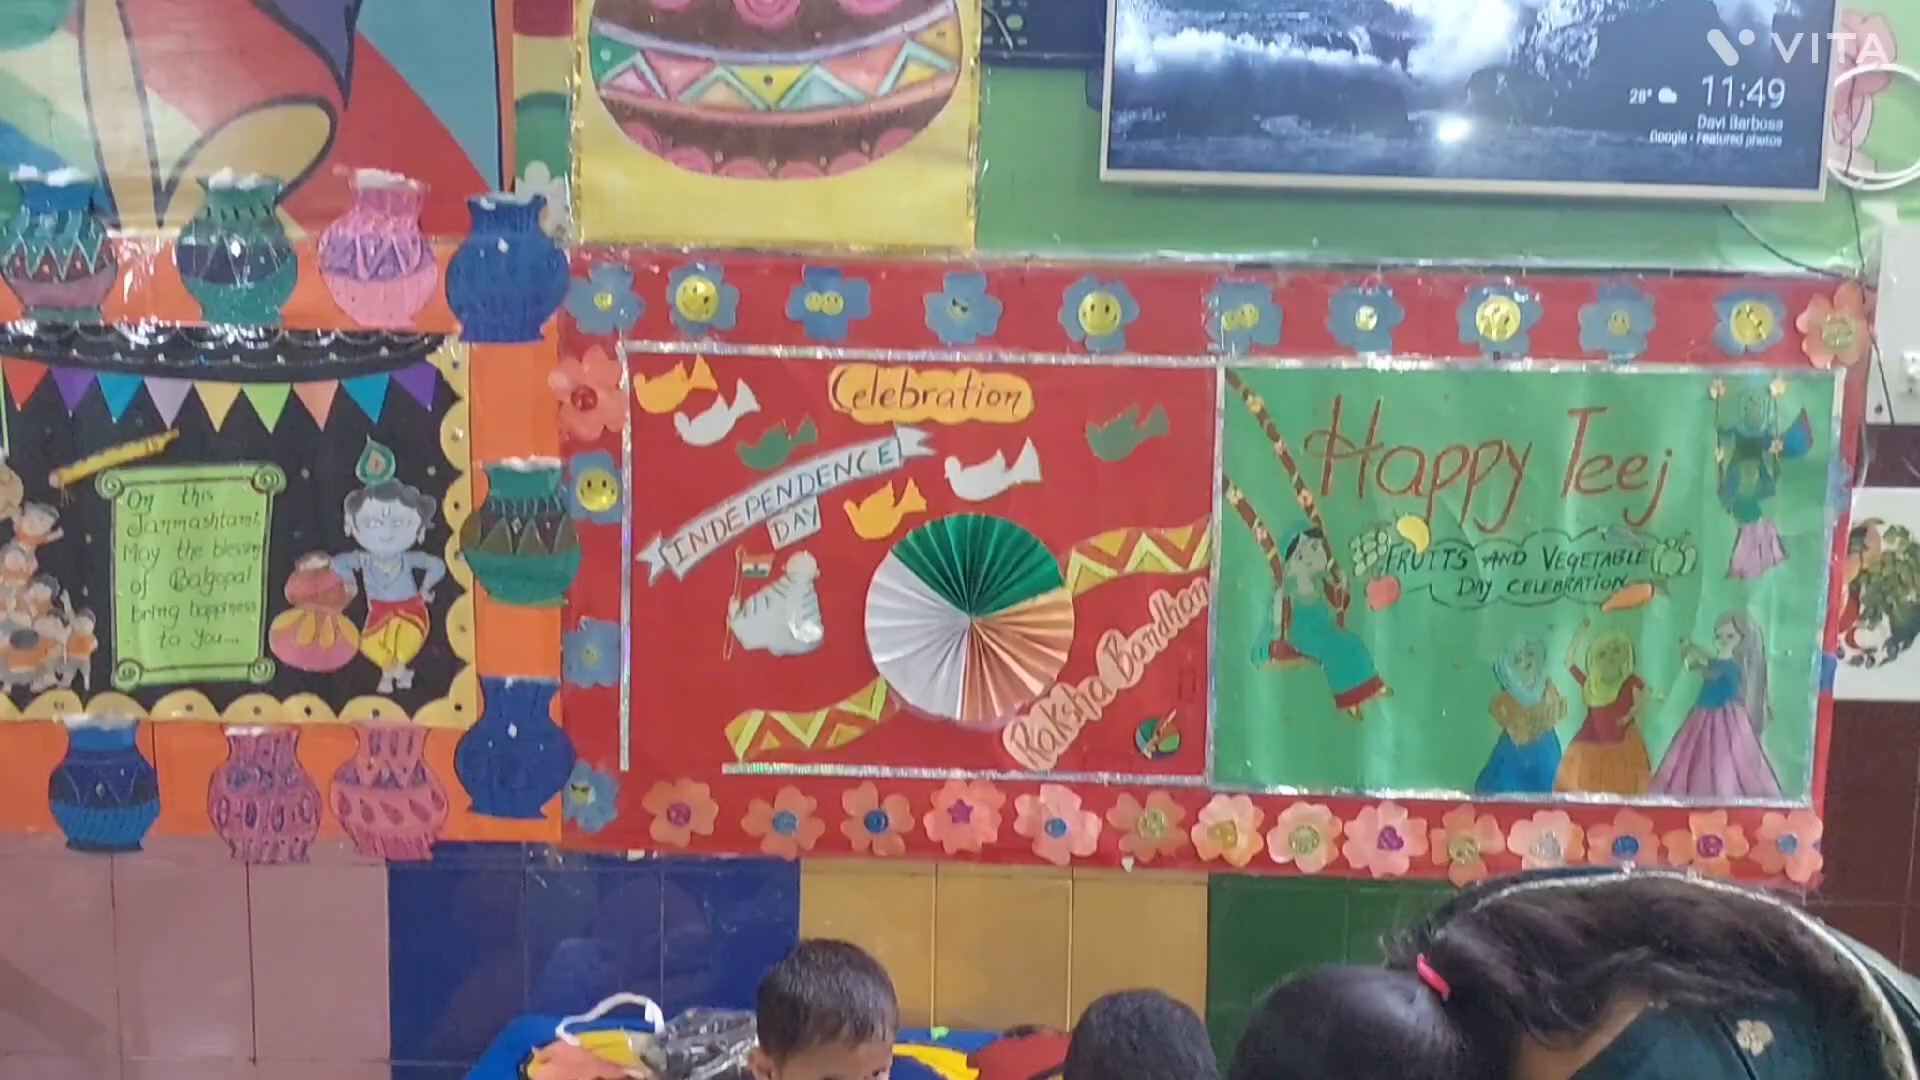 VITA
28°
11:49
Davi Barbosa
Google • Featured photos
On this
Janmashtami,
May the blessing
of Balgopal
bring happiness
to you...
Celebration
INDEPENDENCE
DAY
Raksha Bandhan
Happy Teej
FRUITS AND VEGETABLE
DAY CELEBRATION